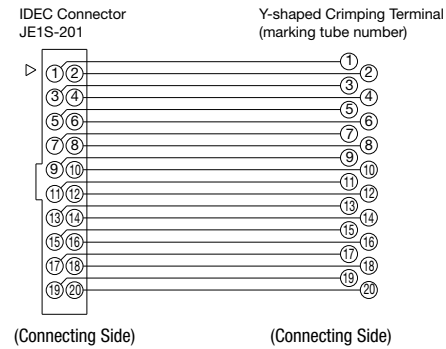 IDEC Connector
JE1S-201
Y-shaped Crimping Terminal
(marking tube number)
1 2 1
2
3 4 3
4
5 6 5
6
7 8 7
8
9 10 9
10
11 12 11
12
13 14 13
14
15 16 15
16
17 18 17
18
19 20 19
20
(Connecting Side) (Connecting Side)